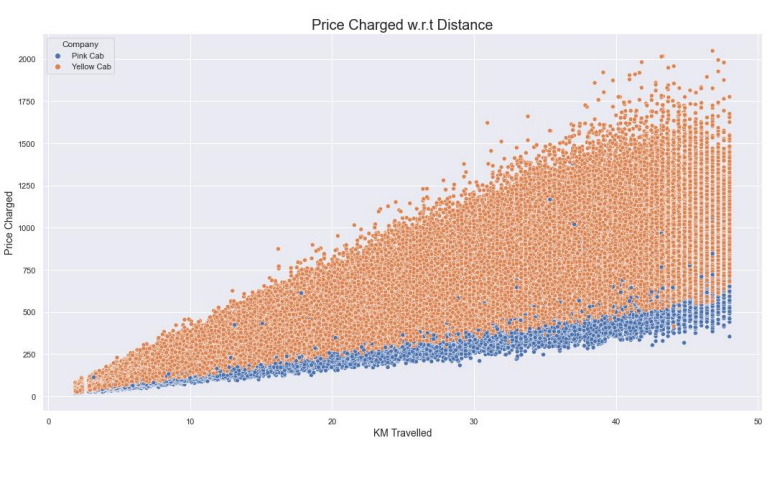 Price Charged w.r.t Distance
Company
Pink Cab
Yellow Cab
2000
1750
1500
1250
1000
750
500
250
0
Price Charged
0 10 20 30 40 50
KM Travelled